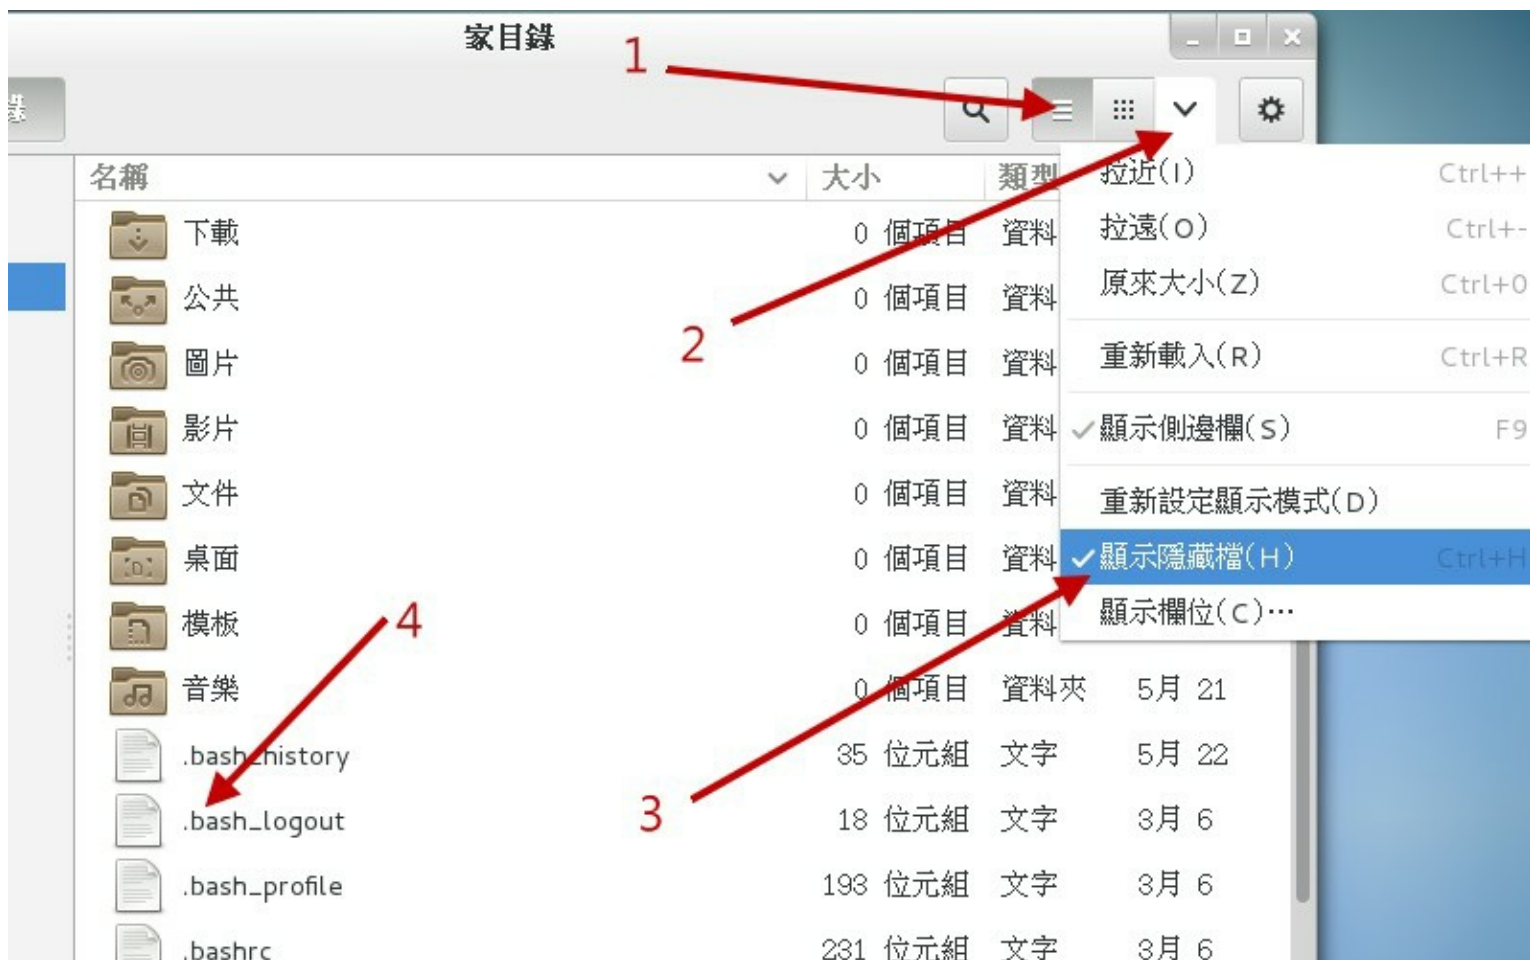 家目錄
1
錄
名稱 大小 類型
拉近(I) Ctrl++
下載 0 個項目 資料
拉遠(O) Ctrl+-
公共 0 個項目 資料
原來大小(Z) Ctrl+0
2
圖片 0 個項目 資料
重新載入(R) Ctrl+R
影片 0 個項目 資料
✓顯示側邊欄(S) F9
文件 0 個項目 資料
重新設定顯示模式(D)
桌面 0 個項目 資料
✓顯示隱藏檔(H) Ctrl+H
4
模板 0 個項目 資料
顯示欄位(C)…
音樂 0 個項目 資料夾 5月 21
.bash_history 35 位元組 文字 5月 22
3
.bash_logout 18 位元組 文字 3月 6
.bash_profile 193 位元組 文字 3月 6
.bashrc 231 位元組 文字 3月 6